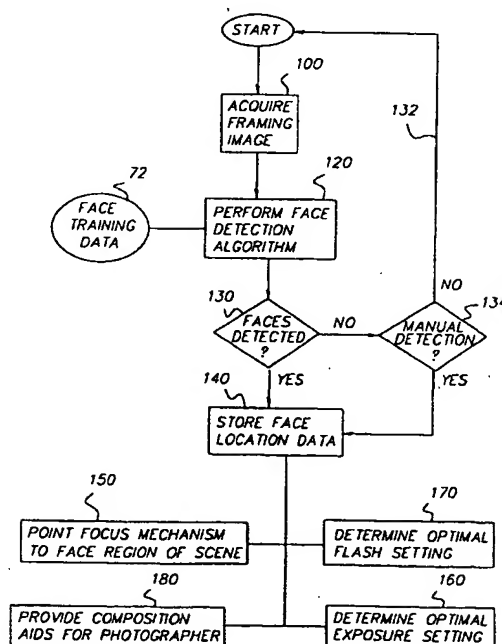 START
100
132
ACQUIRE
FRAMING
IMAGE
72
120
FACE
TRAINING
DATA
PERFORM FACE
DETECTION
ALGORITHM
130
FACES
DETECTED
?
NO
NO
134
MANUAL
DETECTION
?
140
YES
YES
STORE FACE
LOCATION DATA
150
170
POINT FOCUS MECHANISM
TO FACE REGION OF SCENE
DETERMINE OPTIMAL
FLASH SETTING
180
160
PROVIDE COMPOSITION
AIDS FOR PHOTOGRAPHER
DETERMINE OPTIMAL
EXPOSURE SETTING